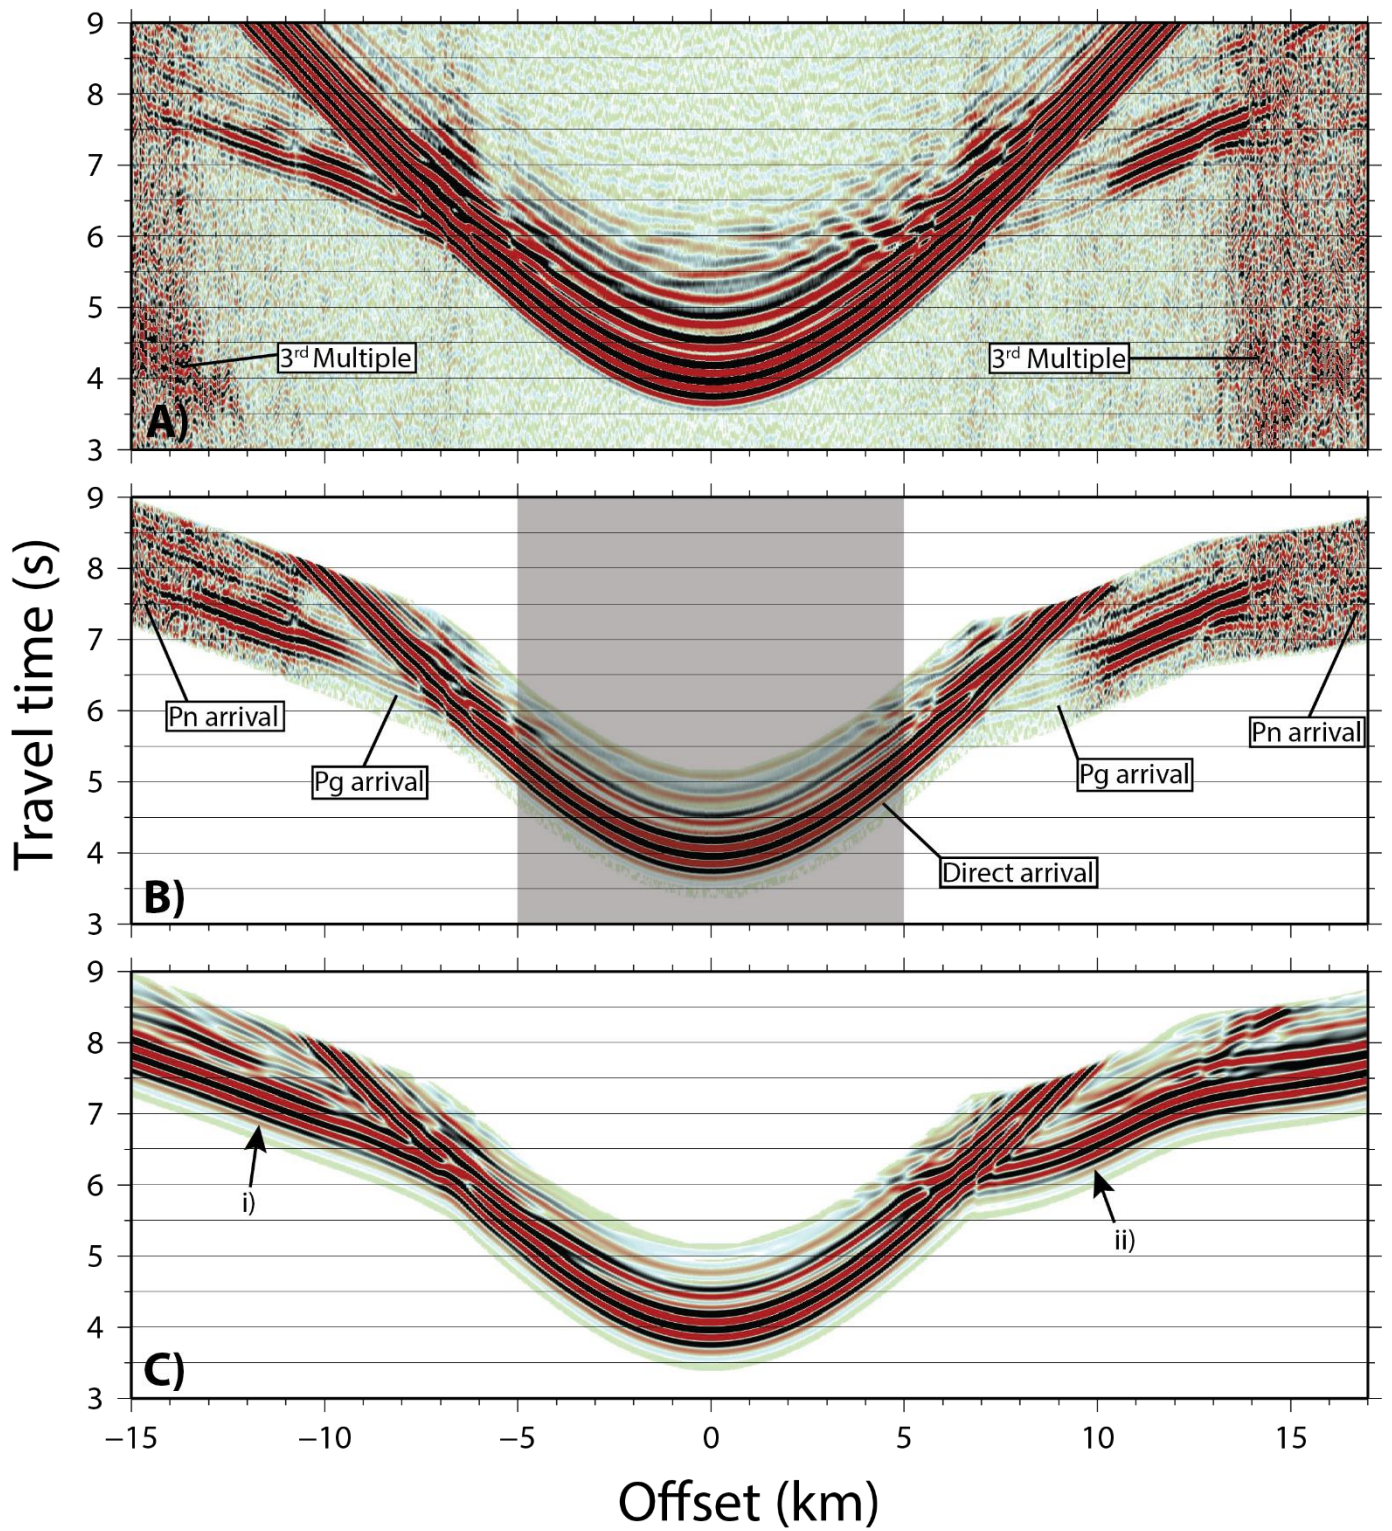 9
8
7
6
5
4
3
3rd Multiple
3rd Multiple
A)
Travel time (s)
9
8
7
6
5
4
3
Pn arrival
Pg arrival
Direct arrival
Pg arrival
Pn arrival
B)
9
8
7
6
5
4
3
i)
ii)
C)
−15 −10 −5 0 5 10 15
Offset (km)